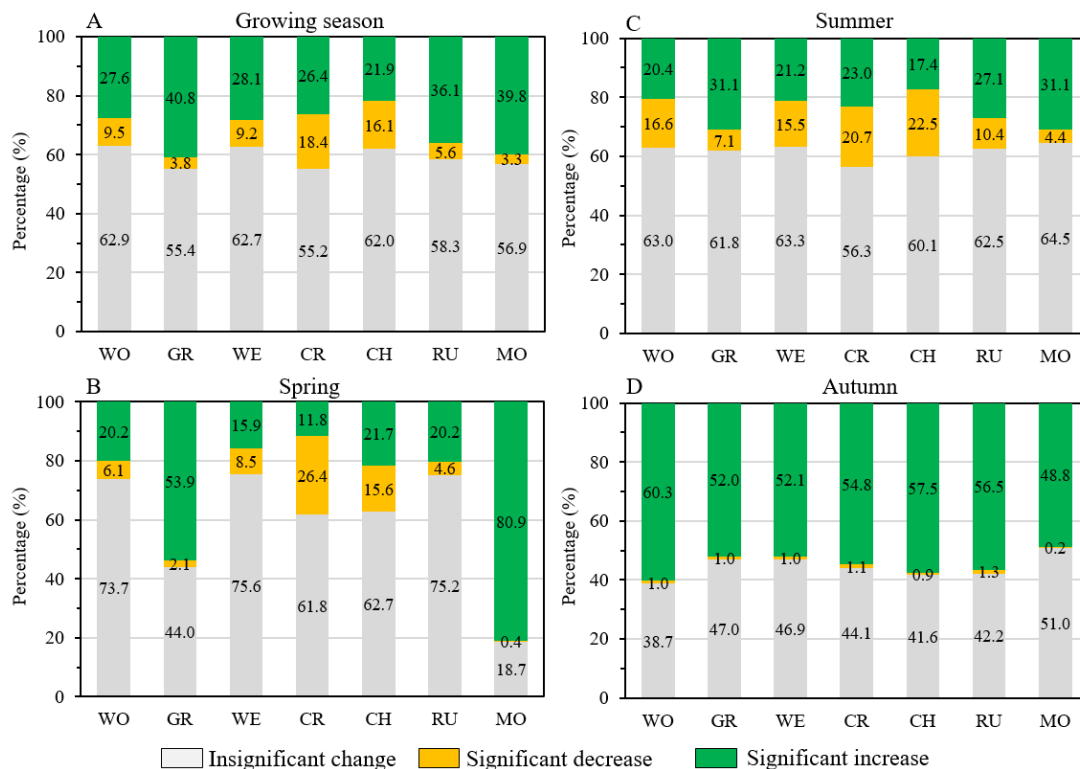 A Growing season
Percentage (%)
100
80
60
40
20
0
27.6 40.8 28.1 26.4 21.9 36.1 39.8
9.5 3.8 9.2 18.4 16.1 5.6 3.3
62.9 55.4 62.7 55.2 62.0 58.3 56.9
WO GR WE CR CH RU MO
C Summer
Percentage (%)
100
80
60
40
20
0
20.4 31.1 21.2 23.0 17.4 27.1 31.1
16.6 7.1 15.5 20.7 22.5 10.4 4.4
63.0 61.8 63.3 56.3 60.1 62.5 64.5
WO GR WE CR CH RU MO
B Spring
Percentage (%)
100
80
60
40
20
0
20.2 53.9 15.9 11.8 21.7 20.2 80.9
6.1 2.1 8.5 26.4 15.6 4.6 0.4
73.7 44.0 75.6 61.8 62.7 75.2 18.7
WO GR WE CR CH RU MO
D Autumn
Percentage (%)
100
80
60
40
20
0
60.3 52.0 52.1 54.8 57.5 56.5 48.8
1.0 1.0 1.0 1.1 0.9 1.3 0.2
38.7 47.0 46.9 44.1 41.6 42.2 51.0
WO GR WE CR CH RU MO
Insignificant change Significant decrease Significant increase